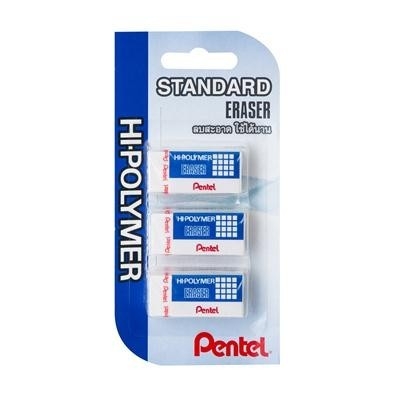 STANDARD
ERASER
ลบสะอาด ใช้ได้นาน
HI-POLYMER
HI-POLYMER
ERASER
Pentel
HI-POLYMER
ERASER
Pentel
HI-POLYMER
ERASER
Pentel
Pentel